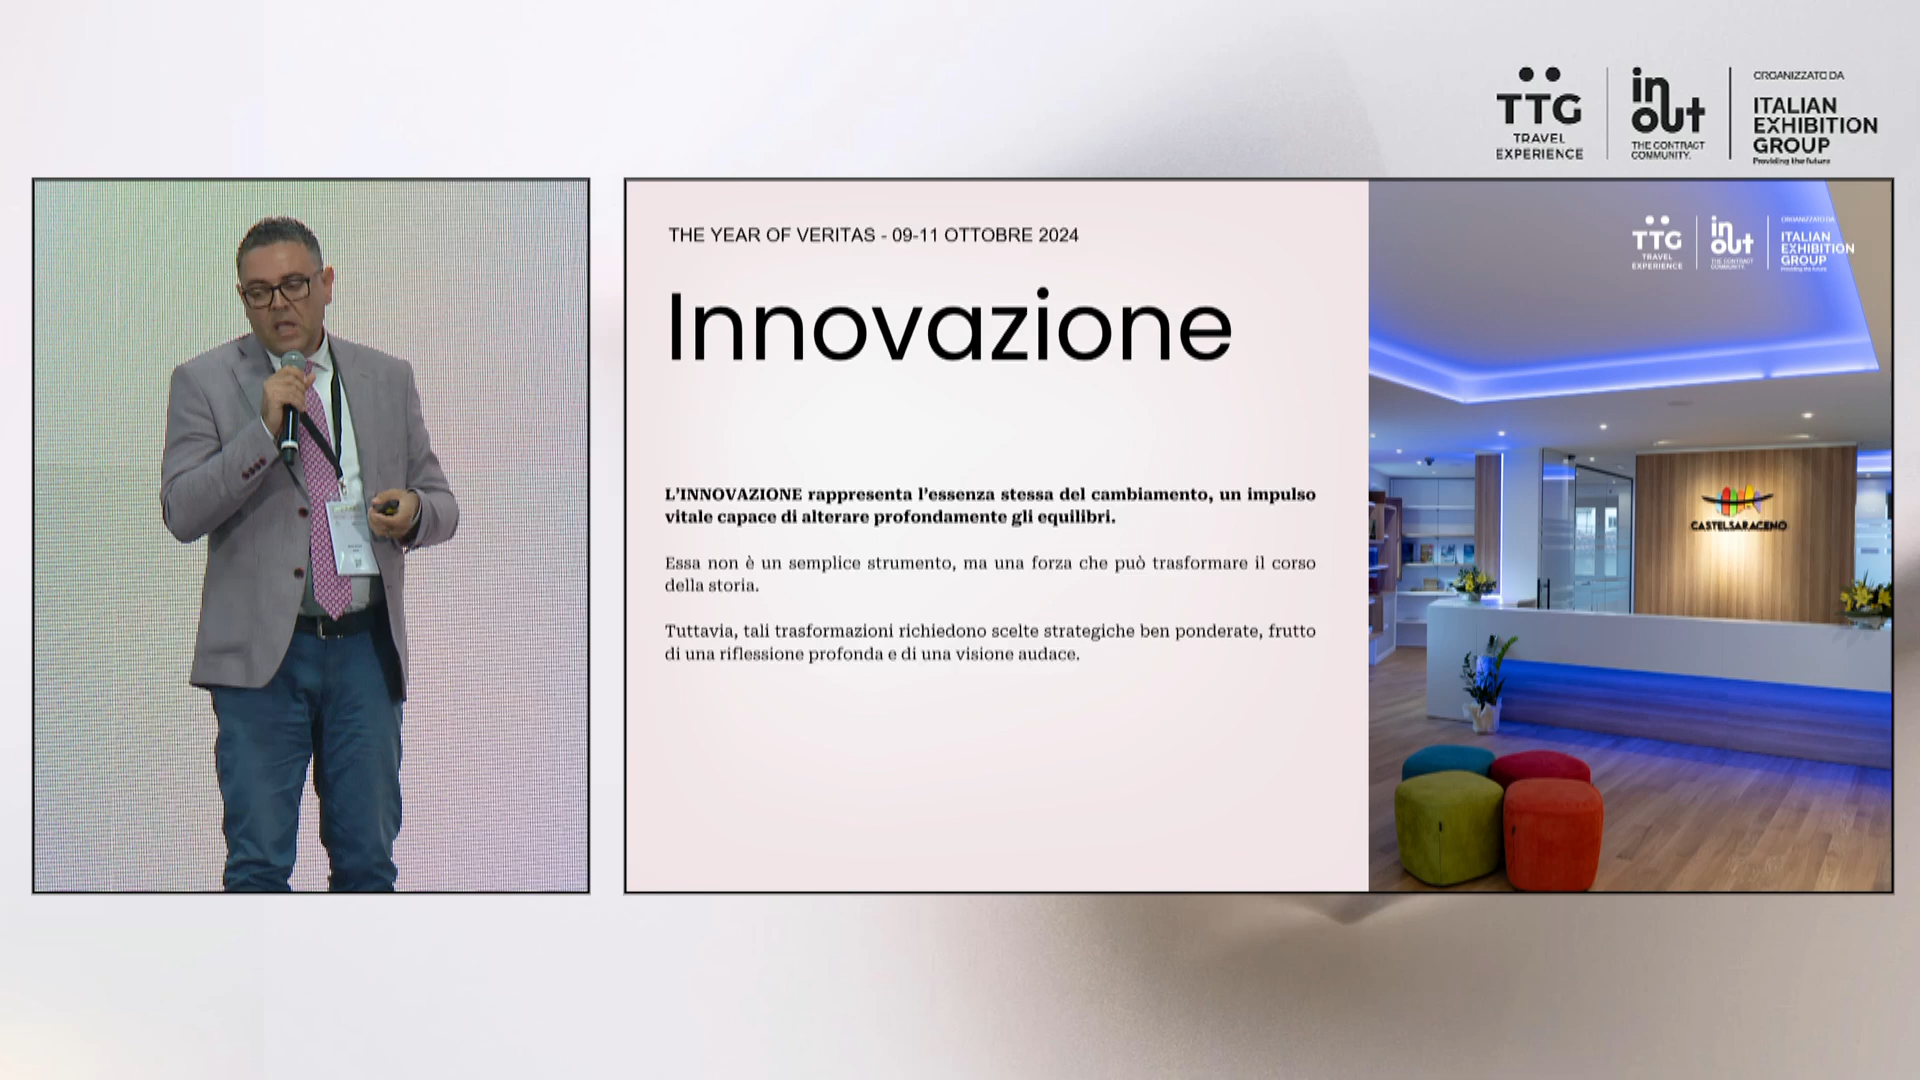 TTG
TRAVEL
EXPERIENCE
in
out
THE CONTRACT
COMMUNITY.
ORGANIZZATO DA
ITALIAN
EXHIBITION
GROUP
Providing the future
THE YEAR OF VERITAS - 09-11 OTTOBRE 2024
Innovazione
L’INNOVAZIONE rappresenta l’essenza stessa del cambiamento, un impulso
vitale capace di alterare profondamente gli equilibri.
Essa non è un semplice strumento, ma una forza che può trasformare il corso
della storia.
Tuttavia, tali trasformazioni richiedono scelte strategiche ben ponderate, frutto
di una riflessione profonda e di una visione audace.
TTG
TRAVEL
EXPERIENCE
in
out
THE CONTRACT
COMMUNITY.
ORGANIZZATO DA
ITALIAN
EXHIBITION
GROUP
Providing the future
CASTELSARACENO